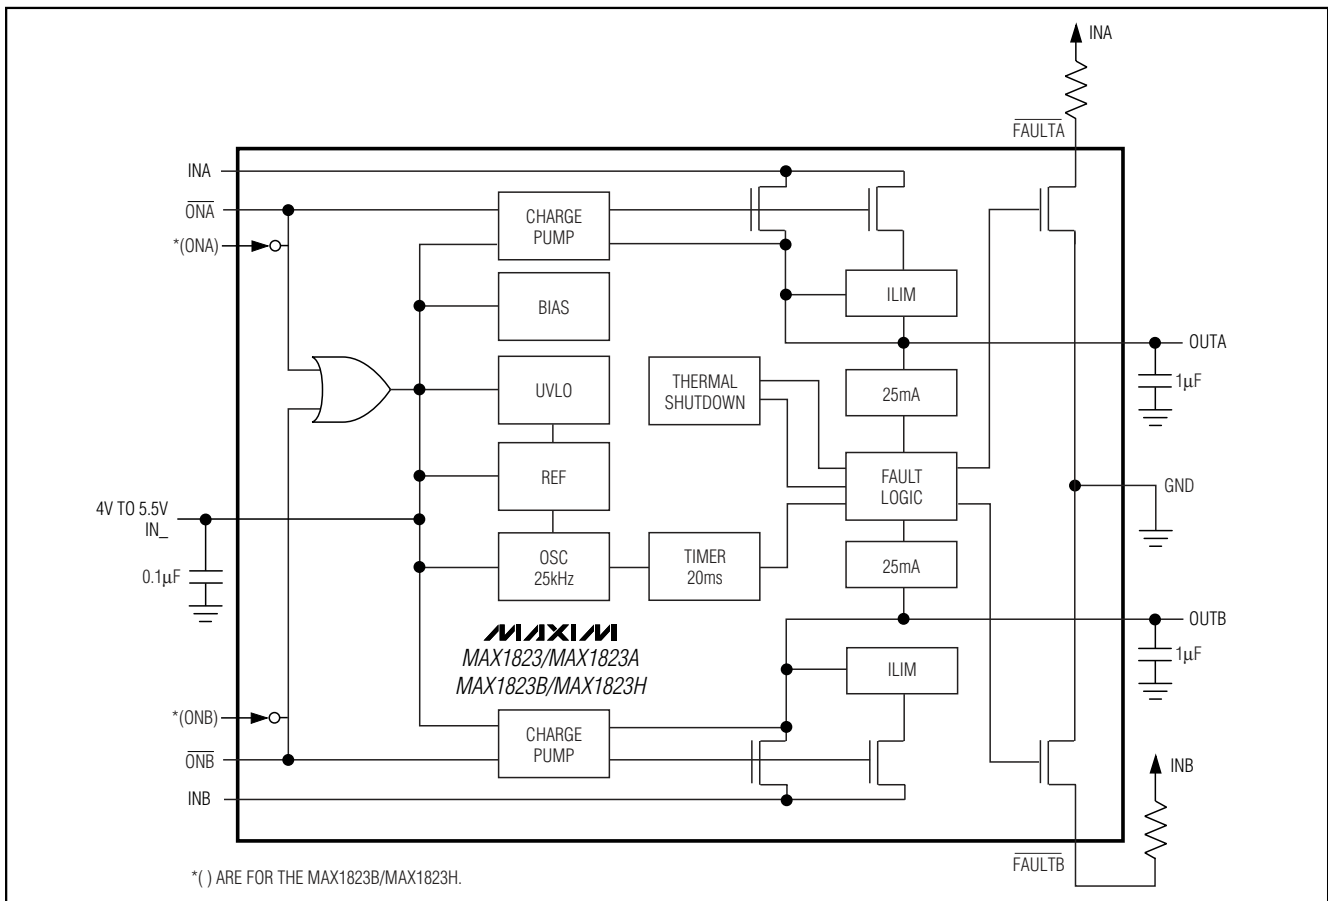 INA
FAULTA
INA
ONA
*(ONA)
CHARGE
PUMP
ILIM
BIAS
OUTA
1µF
UVLO
THERMAL
SHUTDOWN
25mA
REF
FAULT
LOGIC
GND
4V TO 5.5V
IN_
0.1µF
OSC
25kHz
TIMER
20ms
25mA
OUTB
1µF
MAXIM
MAX1823/MAX1823A
MAX1823B/MAX1823H
ILIM
*(ONB)
CHARGE
PUMP
ONB
INB
INB
FAULTB
*( ) ARE FOR THE MAX1823B/MAX1823H.